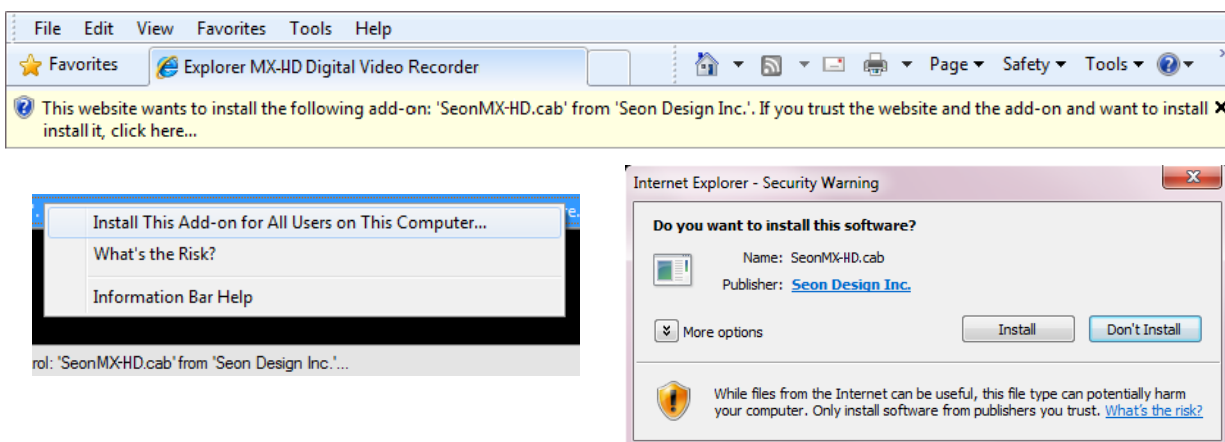 File Edit View Favorites Tools Help
Favorites Explorer MX-HD Digital Video Recorder Page Safety Tools
This website wants to install the following add-on: 'SeonMX-HD.cab' from 'Seon Design Inc.'. If you trust the website and the add-on and want to install
install it, click here...
Install This Add-on for All Users on This Computer...
What's the Risk?
Information Bar Help
rol: 'SeonMX-HD.cab' from 'Seon Design Inc.'...
Internet Explorer - Security Warning
Do you want to install this software?
Name: SeonMX-HD.cab
Publisher: Seon Design Inc.
More options Install Don't Install
While files from the Internet can be useful, this file type can potentially harm
your computer. Only install software from publishers you trust. What's the risk?